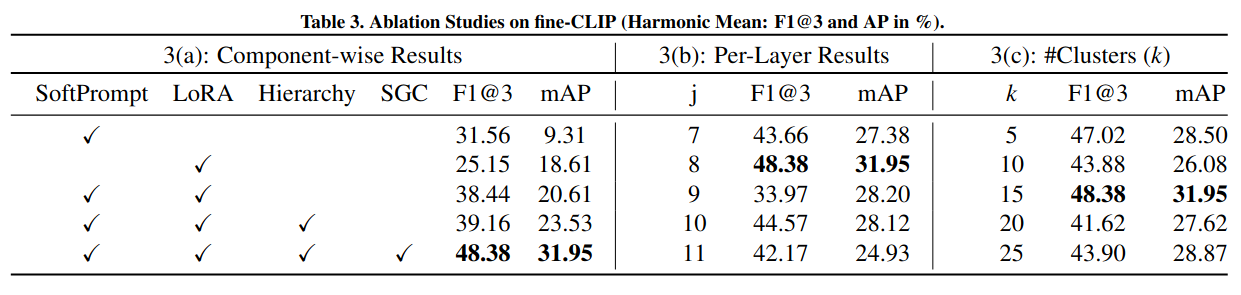 Table 3. Ablation Studies on fine-CLIP (Harmonic Mean: F1@3 and AP in %).
3(a): Component-wise Results 3(b): Per-Layer Results 3(c): #Clusters (k)
SoftPrompt LoRA Hierarchy SGC F1@3 mAP j F1@3 mAP k F1@3 mAP
✓ 31.56 9.31 7 43.66 27.38 5 47.02 28.50
✓ 25.15 18.61 8 48.38 31.95 10 43.88 26.08
✓ ✓ 38.44 20.61 9 33.97 28.20 15 48.38 31.95
✓ ✓ ✓ 39.16 23.53 10 44.57 28.12 20 41.62 27.62
✓ ✓ ✓ ✓ 48.38 31.95 11 42.17 24.93 25 43.90 28.87